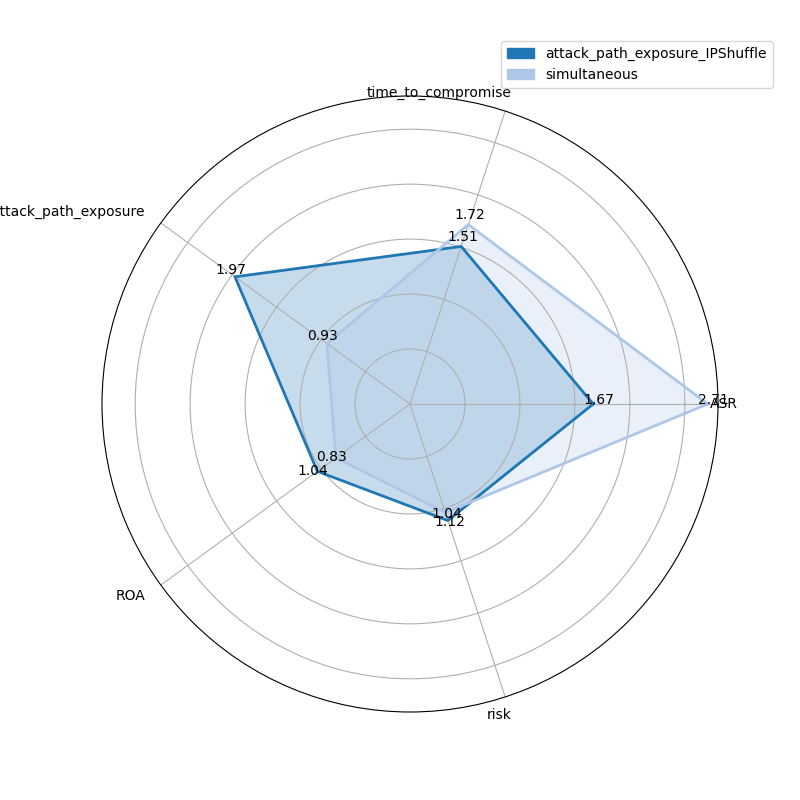 attack_path_exposure_IPShuffle
simultaneous
time_to_compromise
ttack_path_exposure
1.72
1.51
1.97
0.93
1.67
2.71
ASR
0.83
1.04
1.04
1.12
ROA
risk